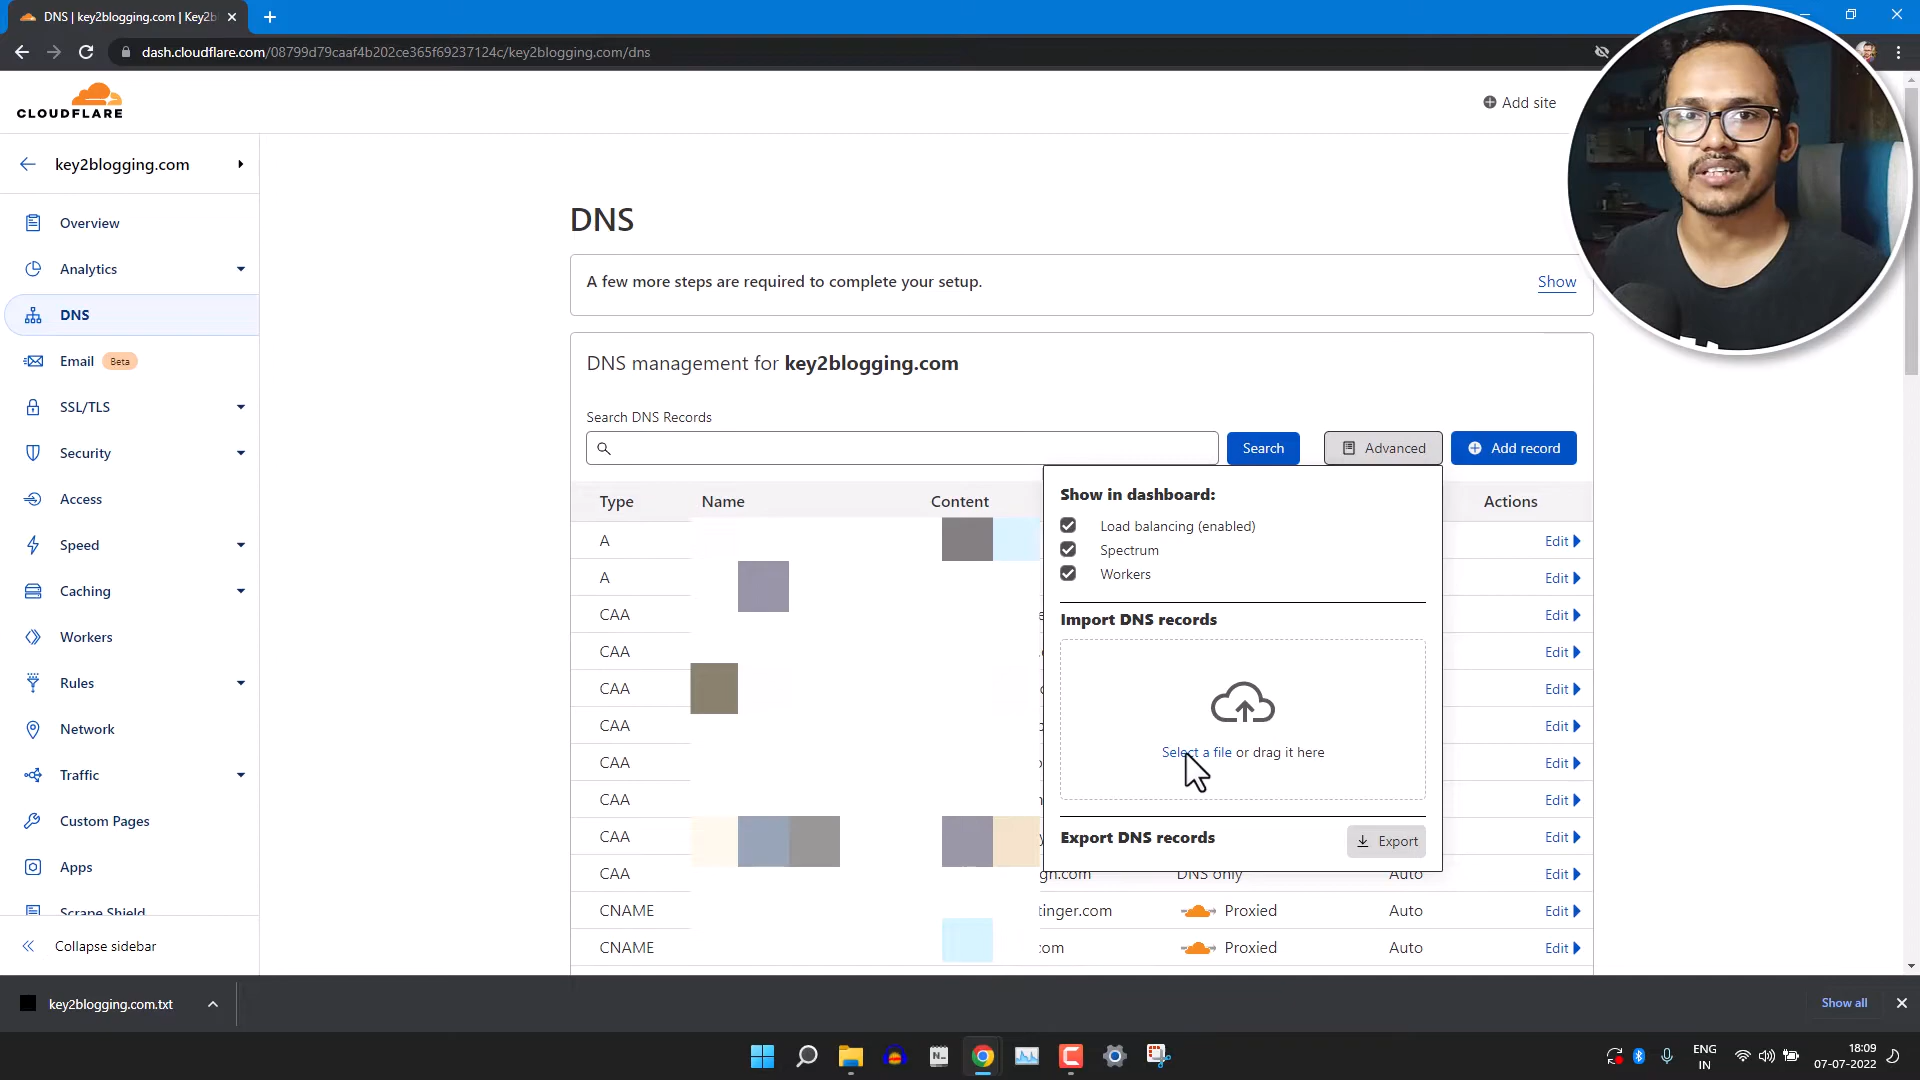 DNS | key2blogging.com | Key2b
dash.cloudflare.com/08799d79caaf4b202ce365f69237124c/key2blogging.com/dns
CLOUDFLARE
Add site
key2blogging.com
Overview
Analytics
DNS
Email Beta
SSL/TLS
Security
Access
Speed
Caching
Workers
Rules
Network
Traffic
Custom Pages
Apps
Scrape Shield
Collapse sidebar
DNS
A few more steps are required to complete your setup.
Show
DNS management for key2blogging.com
Search DNS Records
Search
Advanced
Add record
Type Name Content Actions
A Edit
A Edit
CAA Edit
CAA Edit
CAA Edit
CAA Edit
CAA Edit
CAA Edit
CAA Edit
CAA gn.com DNS only Auto Edit
CNAME tinger.com Proxied Auto Edit
CNAME .com Proxied Auto Edit
Show in dashboard:
Load balancing (enabled)
Spectrum
Workers
Import DNS records
Select a file or drag it here
Export DNS records
Export
key2blogging.com.txt
Show all
ENG
IN
18:09
07-07-2022